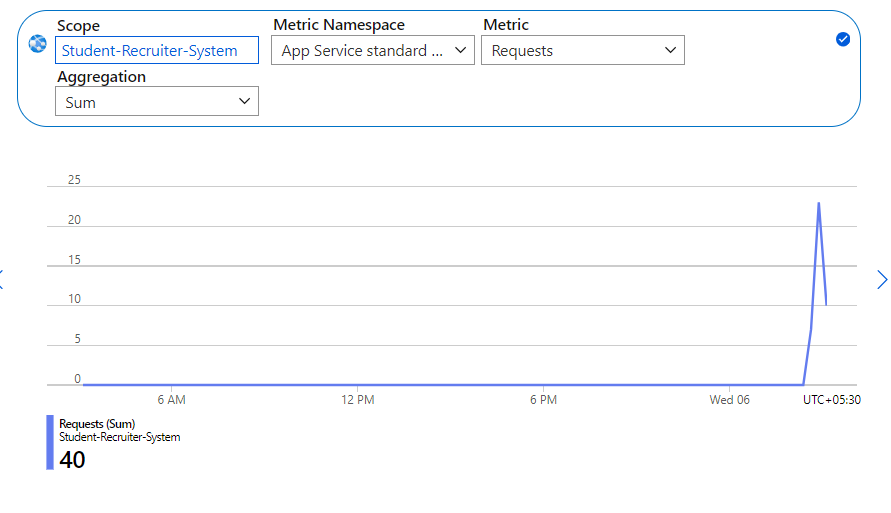 Scope
Metric Namespace
Metric
Student-Recruiter-System
App Service standard ...
Requests
Aggregation
Sum
25
20
15
10
5
0
6 AM
12 PM
6 PM
Wed 06
UTC+05:30
Requests (Sum)
Student-Recruiter-System
40